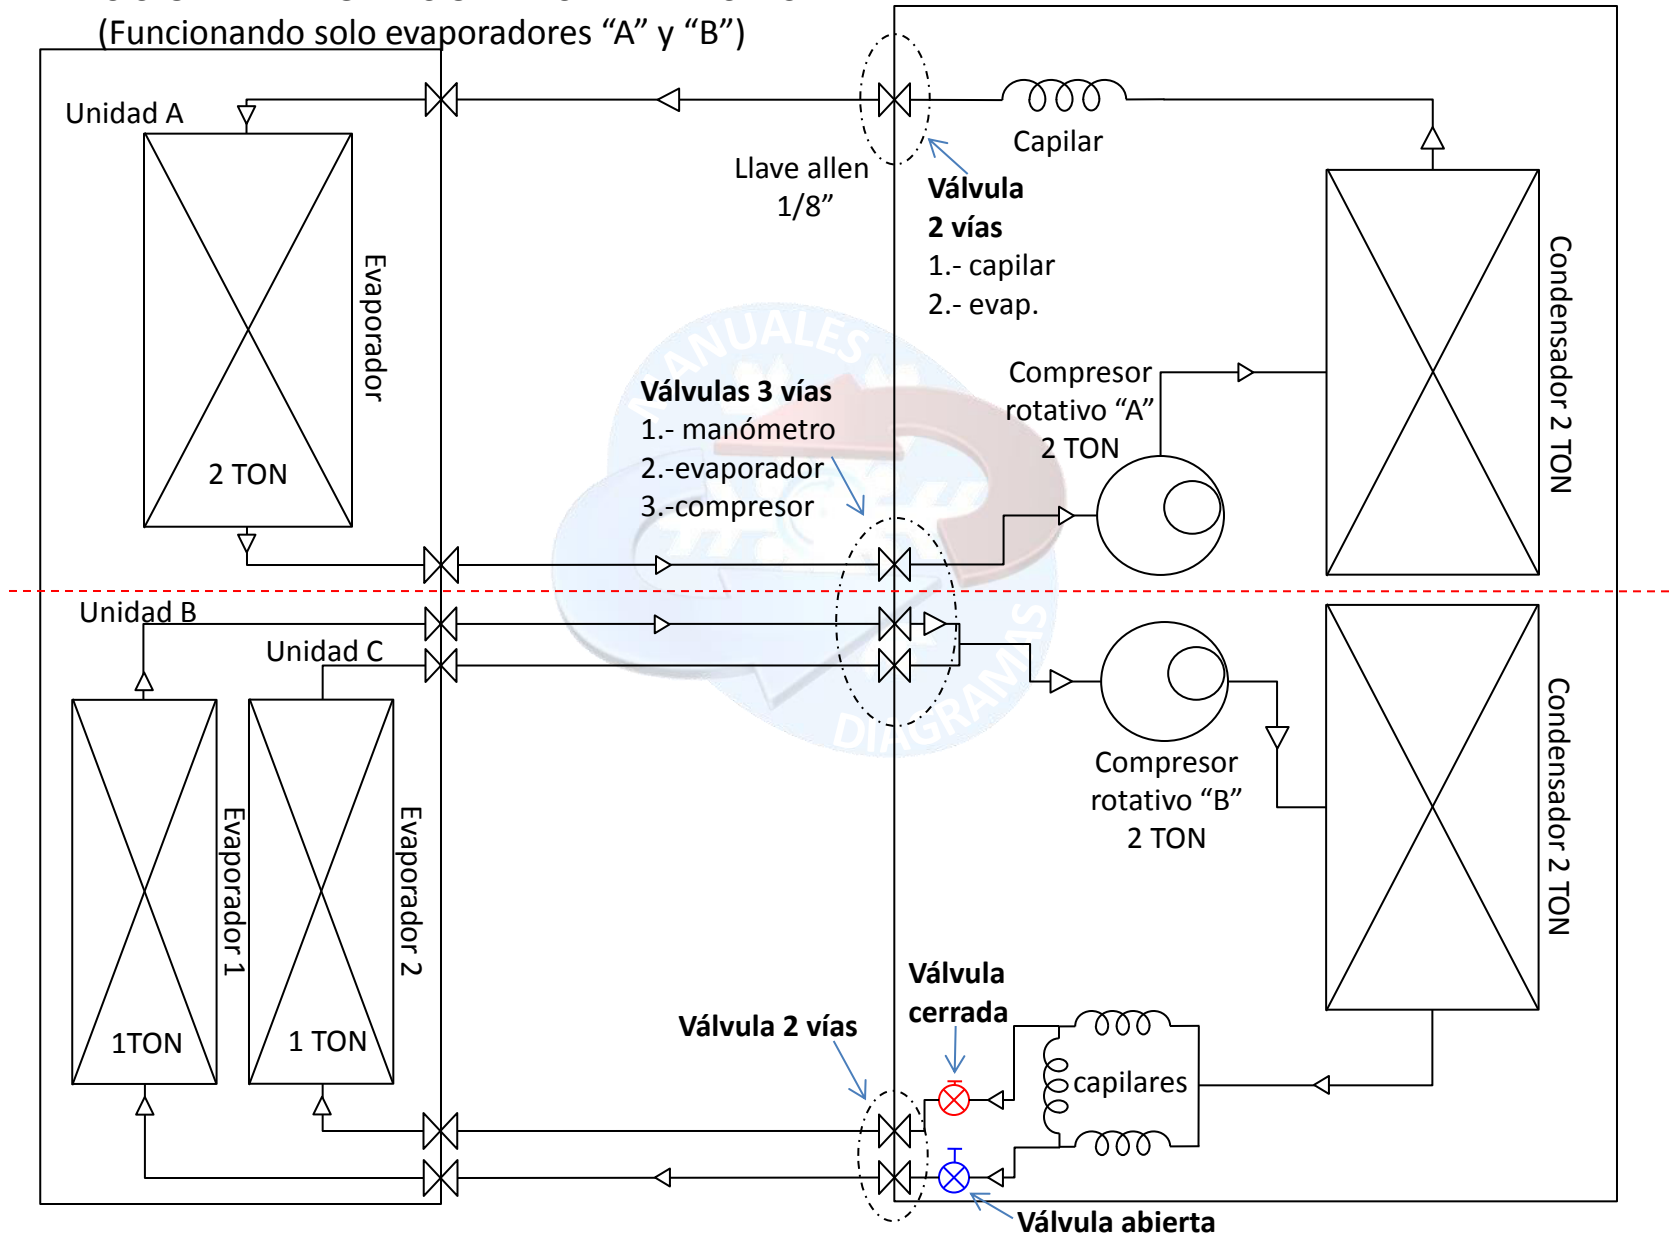 (Funcionando solo evaporadores “A” y “B”)
Unidad A
Evaporador
2 TON
Llave allen
1/8”
Capilar
Válvula
2 vías
1.- capilar
2.- evap.
Condensador 2 TON
Válvulas 3 vías
1.- manómetro
2.-evaporador
3.-compresor
Compresor
rotativo “A”
2 TON
MANUALES
DIAGRAMAS
Unidad B
Unidad C
Evaporador 1
1TON
Evaporador 2
1 TON
Compresor
rotativo “B”
2 TON
Condensador 2 TON
Válvula 2 vías
Válvula
cerrada
capilares
Válvula abierta